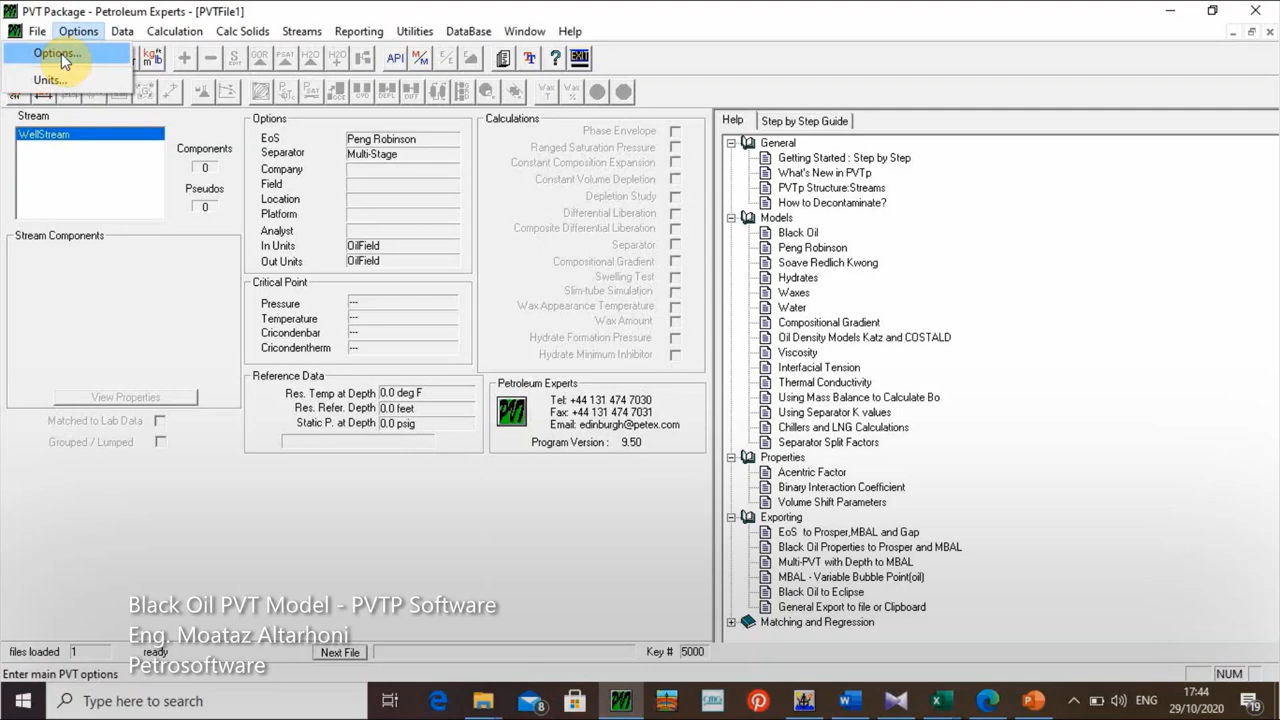 PVT Package - Petroleum Experts - [PVTFile1]
File Options Data Calculation Calc Solids Streams Reporting Utilities DataBase Window Help
Options...
Units...
API
EXIT
Stream
WellStream
Components
0
Pseudos
0
Stream Components
View Properties
Matched to Lab Data
Grouped / Lumped
Options
EoS Peng Robinson
Separator Multi-Stage
Company
Field
Location
Platform
Analyst
In Units OilField
Out Units OilField
Critical Point
Pressure ---
Temperature ---
Cricondenbar ---
Cricondentherm ---
Reference Data
Res. Temp at Depth 0.0 deg F
Res. Refer. Depth 0.0 feet
Static P. at Depth 0.0 psig
Calculations
Phase Envelope
Ranged Saturation Pressure
Constant Composition Expansion
Constant Volume Depletion
Depletion Study
Differential Liberation
Composite Differential Liberation
Separator
Compositional Gradient
Swelling Test
Slim-tube Simulation
Wax Appearance Temperature
Wax Amount
Hydrate Formation Pressure
Hydrate Minimum Inhibitor
Petroleum Experts
Tel: +44 131 474 7030
Fax: +44 131 474 7031
Email: edinburgh@petex.com
Program Version : 9.50
Help Step by Step Guide
General
Getting Started : Step by Step
What's New in PVTp
PVTp Structure:Streams
How to Decontaminate?
Models
Black Oil
Peng Robinson
Soave Redlich Kwong
Hydrates
Waxes
Water
Compositional Gradient
Oil Density Models Katz and COSTALD
Viscosity
Interfacial Tension
Thermal Conductivity
Using Mass Balance to Calculate Bo
Using Separator K values
Chillers and LNG Calculations
Separator Split Factors
Properties
Acentric Factor
Binary Interaction Coefficient
Volume Shift Parameters
Exporting
EoS to Prosper,MBAL and Gap
Black Oil Properties to Prosper and MBAL
Multi-PVT with Depth to MBAL
MBAL - Variable Bubble Point(oil)
Black Oil to Eclipse
General Export to file or Clipboard
Matching and Regression
Black Oil PVT Model - PVTP Software
Eng. Moataz Altarhoni
Petrosoftware
files loaded 1 ready Next File Key # 5000
Enter main PVT options NUM
Type here to search
8
ENG
17:44
29/10/2020
19